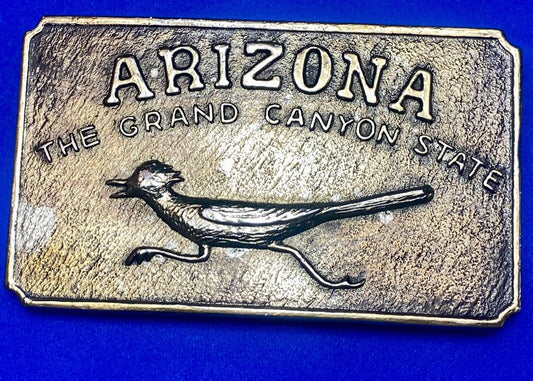 ARIZONA
THE GRAND CANYON STATE